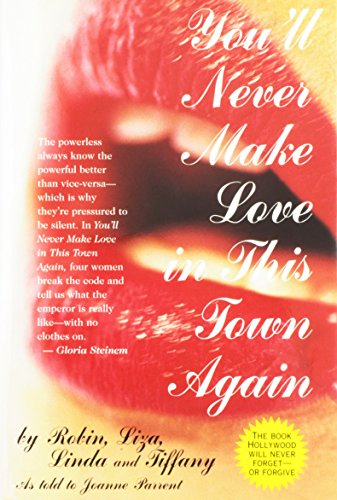 You'll
Never
Make
Love
in This
Town
Again
The powerless
always know the
powerful better
than vice-versa—
which is why
they're pressured to
be silent. In You'll
Never Make Love
in This Town
Again, four women
break the code and
tell us what the
emperor is really
like—with no
clothes on.
— Gloria Steinem
by Robin, Liza,
Linda and Tiffany
As told to Joanne Parrent
THE BOOK
HOLLYWOOD
WILL NEVER
FORGET—
OR FORGIVE